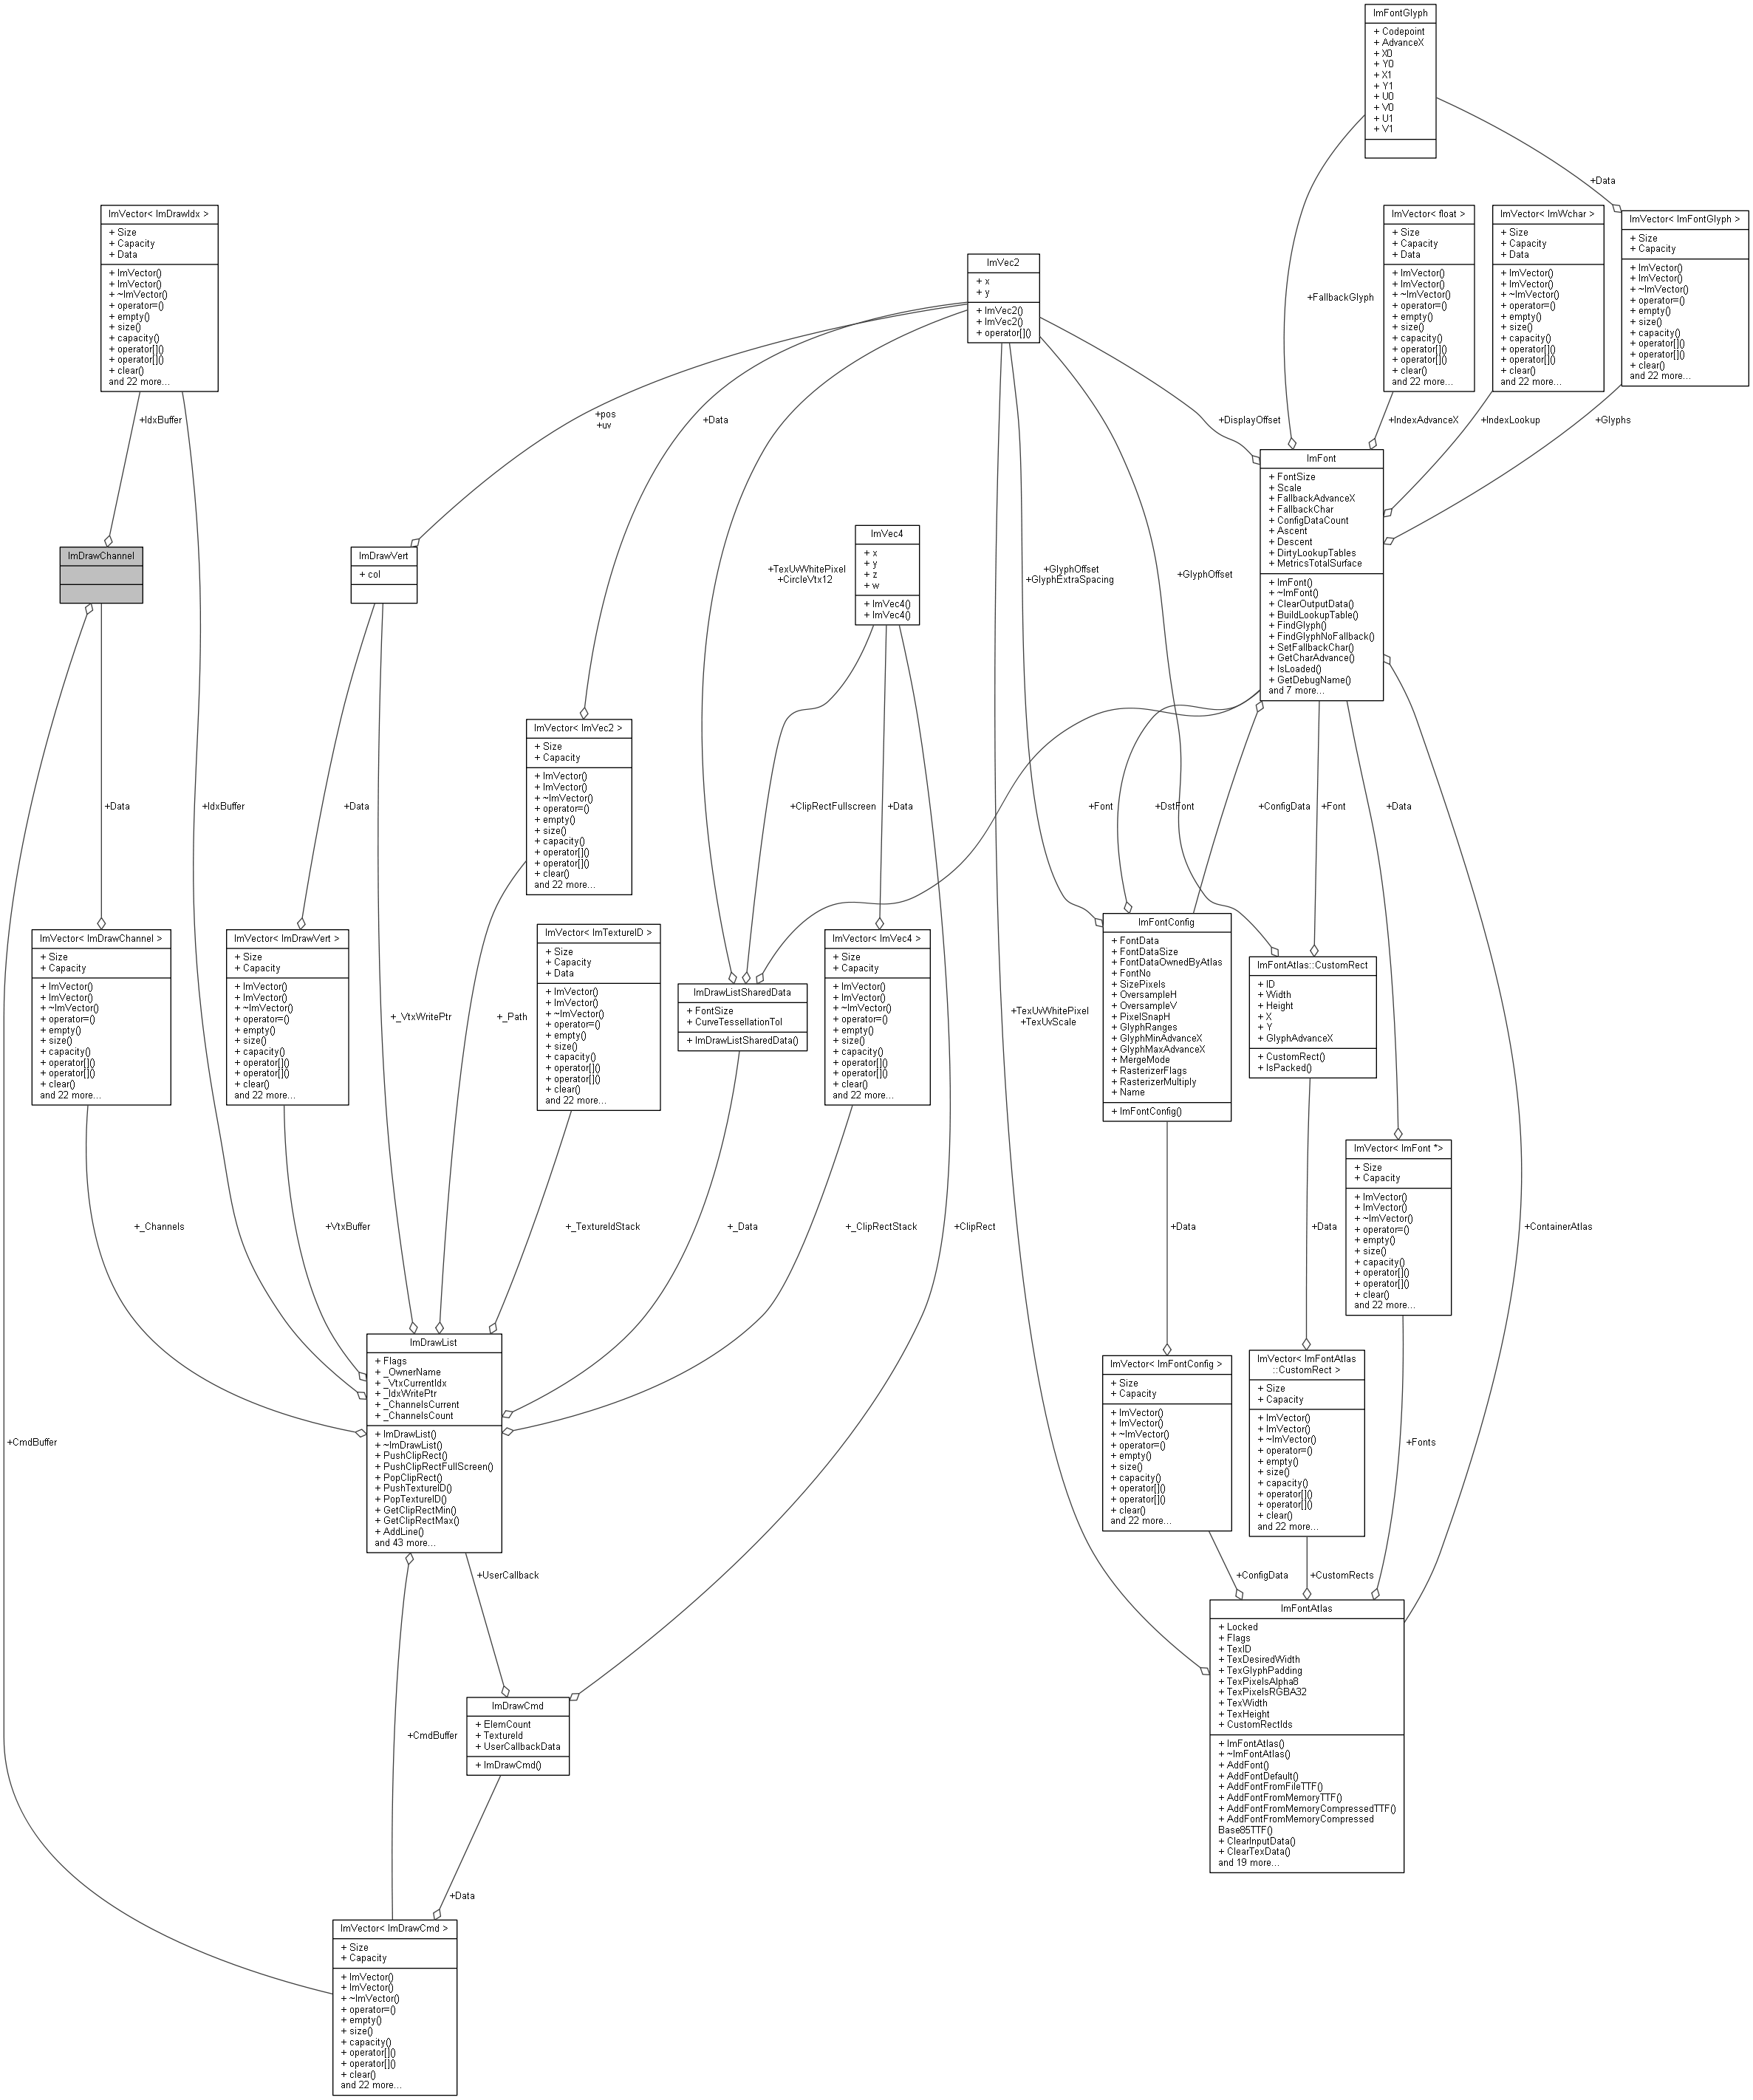 ImFontGlyph
+ Codepoint
+ AdvanceX
+ X0
+ Y0
+ X1
+ Y1
+ U0
+ V0
+ U1
+ V1
+Data
ImVector< ImDrawIdx >
+ Size
+ Capacity
+ Data
+ ImVector()
+ ImVector()
+ ~ImVector()
+ operator=()
+ empty()
+ size()
+ capacity()
+ operator[]()
+ operator[]()
+ clear()
and 22 more...
ImVector< float >
+ Size
+ Capacity
+ Data
+ ImVector()
+ ImVector()
+ ~ImVector()
+ operator=()
+ empty()
+ size()
+ capacity()
+ operator[]()
+ operator[]()
+ clear()
and 22 more...
ImVector< ImWchar >
+ Size
+ Capacity
+ Data
+ ImVector()
+ ImVector()
+ ~ImVector()
+ operator=()
+ empty()
+ size()
+ capacity()
+ operator[]()
+ operator[]()
+ clear()
and 22 more...
ImVector< ImFontGlyph >
+ Size
+ Capacity
+ ImVector()
+ ImVector()
+ ~ImVector()
+ operator=()
+ empty()
+ size()
+ capacity()
+ operator[]()
+ operator[]()
+ clear()
and 22 more...
ImVec2
+ x
+ y
+ ImVec2()
+ ImVec2()
+ operator[]()
+FallbackGlyph
+IdxBuffer
+pos
+uv
+Data
+DisplayOffset
+IndexAdvanceX
+IndexLookup
+Glyphs
ImFont
+ FontSize
+ Scale
+ FallbackAdvanceX
+ FallbackChar
+ ConfigDataCount
+ Ascent
+ Descent
+ DirtyLookupTables
+ MetricsTotalSurface
+ ImFont()
+ ~ImFont()
+ ClearOutputData()
+ BuildLookupTable()
+ FindGlyph()
+ FindGlyphNoFallback()
+ SetFallbackChar()
+ GetCharAdvance()
+ IsLoaded()
+ GetDebugName()
and 7 more...
ImDrawChannel
ImDrawVert
+ col
ImVec4
+ x
+ y
+ z
+ w
+ ImVec4()
+ ImVec4()
+TexUvWhitePixel
+CircleVtx12
+GlyphOffset
+GlyphExtraSpacing
+GlyphOffset
ImVector< ImVec2 >
+ Size
+ Capacity
+ ImVector()
+ ImVector()
+ ~ImVector()
+ operator=()
+ empty()
+ size()
+ capacity()
+ operator[]()
+ operator[]()
+ clear()
and 22 more...
+Data
+IdxBuffer
+Data
+ClipRectFullscreen
+Data
+Font
+DstFont
+ConfigData
+Font
+Data
ImVector< ImDrawChannel >
+ Size
+ Capacity
+ ImVector()
+ ImVector()
+ ~ImVector()
+ operator=()
+ empty()
+ size()
+ capacity()
+ operator[]()
+ operator[]()
+ clear()
and 22 more...
ImVector< ImDrawVert >
+ Size
+ Capacity
+ ImVector()
+ ImVector()
+ ~ImVector()
+ operator=()
+ empty()
+ size()
+ capacity()
+ operator[]()
+ operator[]()
+ clear()
and 22 more...
+_VtxWritePtr
+_Path
ImVector< ImTextureID >
+ Size
+ Capacity
+ Data
+ ImVector()
+ ImVector()
+ ~ImVector()
+ operator=()
+ empty()
+ size()
+ capacity()
+ operator[]()
+ operator[]()
+ clear()
and 22 more...
ImDrawListSharedData
+ FontSize
+ CurveTessellationTol
+ ImDrawListSharedData()
ImVector< ImVec4 >
+ Size
+ Capacity
+ ImVector()
+ ImVector()
+ ~ImVector()
+ operator=()
+ empty()
+ size()
+ capacity()
+ operator[]()
+ operator[]()
+ clear()
and 22 more...
+TexUvWhitePixel
+TexUvScale
ImFontConfig
+ FontData
+ FontDataSize
+ FontDataOwnedByAtlas
+ FontNo
+ SizePixels
+ OversampleH
+ OversampleV
+ PixelSnapH
+ GlyphRanges
+ GlyphMinAdvanceX
+ GlyphMaxAdvanceX
+ MergeMode
+ RasterizerFlags
+ RasterizerMultiply
+ Name
+ ImFontConfig()
ImFontAtlas::CustomRect
+ ID
+ Width
+ Height
+ X
+ Y
+ GlyphAdvanceX
+ CustomRect()
+ IsPacked()
ImVector< ImFont *>
+ Size
+ Capacity
+ ImVector()
+ ImVector()
+ ~ImVector()
+ operator=()
+ empty()
+ size()
+ capacity()
+ operator[]()
+ operator[]()
+ clear()
and 22 more...
+_Channels
+VtxBuffer
+_TextureIdStack
+_Data
+_ClipRectStack
+ClipRect
+Data
+Data
+ContainerAtlas
ImDrawList
+ Flags
+ _OwnerName
+ _VtxCurrentIdx
+ _IdxWritePtr
+ _ChannelsCurrent
+ _ChannelsCount
+ ImDrawList()
+ ~ImDrawList()
+ PushClipRect()
+ PushClipRectFullScreen()
+ PopClipRect()
+ PushTextureID()
+ PopTextureID()
+ GetClipRectMin()
+ GetClipRectMax()
+ AddLine()
and 43 more...
ImVector< ImFontConfig >
+ Size
+ Capacity
+ ImVector()
+ ImVector()
+ ~ImVector()
+ operator=()
+ empty()
+ size()
+ capacity()
+ operator[]()
+ operator[]()
+ clear()
and 22 more...
ImVector< ImFontAtlas
::CustomRect >
+ Size
+ Capacity
+ ImVector()
+ ImVector()
+ ~ImVector()
+ operator=()
+ empty()
+ size()
+ capacity()
+ operator[]()
+ operator[]()
+ clear()
and 22 more...
+CmdBuffer
+Fonts
+UserCallback
+ConfigData
+CustomRects
ImFontAtlas
+ Locked
+ Flags
+ TexID
+ TexDesiredWidth
+ TexGlyphPadding
+ TexPixelsAlpha8
+ TexPixelsRGBA32
+ TexWidth
+ TexHeight
+ CustomRectIds
+ ImFontAtlas()
+ ~ImFontAtlas()
+ AddFont()
+ AddFontDefault()
+ AddFontFromFileTTF()
+ AddFontFromMemoryTTF()
+ AddFontFromMemoryCompressedTTF()
+ AddFontFromMemoryCompressed
Base85TTF()
+ ClearInputData()
+ ClearTexData()
and 19 more...
+CmdBuffer
ImDrawCmd
+ ElemCount
+ TextureId
+ UserCallbackData
+ ImDrawCmd()
+Data
ImVector< ImDrawCmd >
+ Size
+ Capacity
+ ImVector()
+ ImVector()
+ ~ImVector()
+ operator=()
+ empty()
+ size()
+ capacity()
+ operator[]()
+ operator[]()
+ clear()
and 22 more...